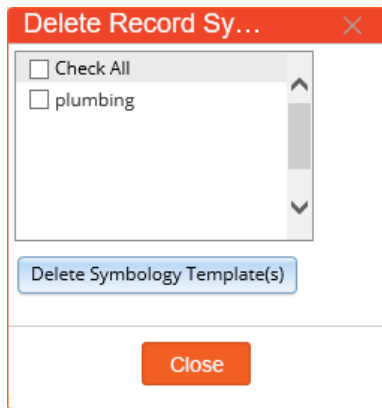 Delete Record Sy...
Check All
plumbing
Delete Symbology Template(s)
Close